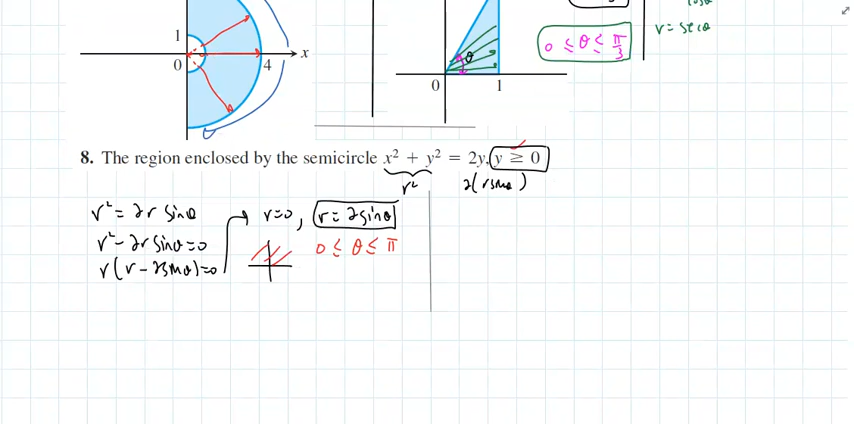 1
0
4
x
θ
0
1
0 ≤ θ ≤ π/3
r = secθ
8. The region enclosed by the semicircle x² + y² = 2y, y ≥ 0
r²
2(r sinθ)
r² = 2r sinθ
r² - 2r sinθ = 0
r(r - 2sinθ) = 0
r = 0, r = 2sinθ
0 ≤ θ ≤ π